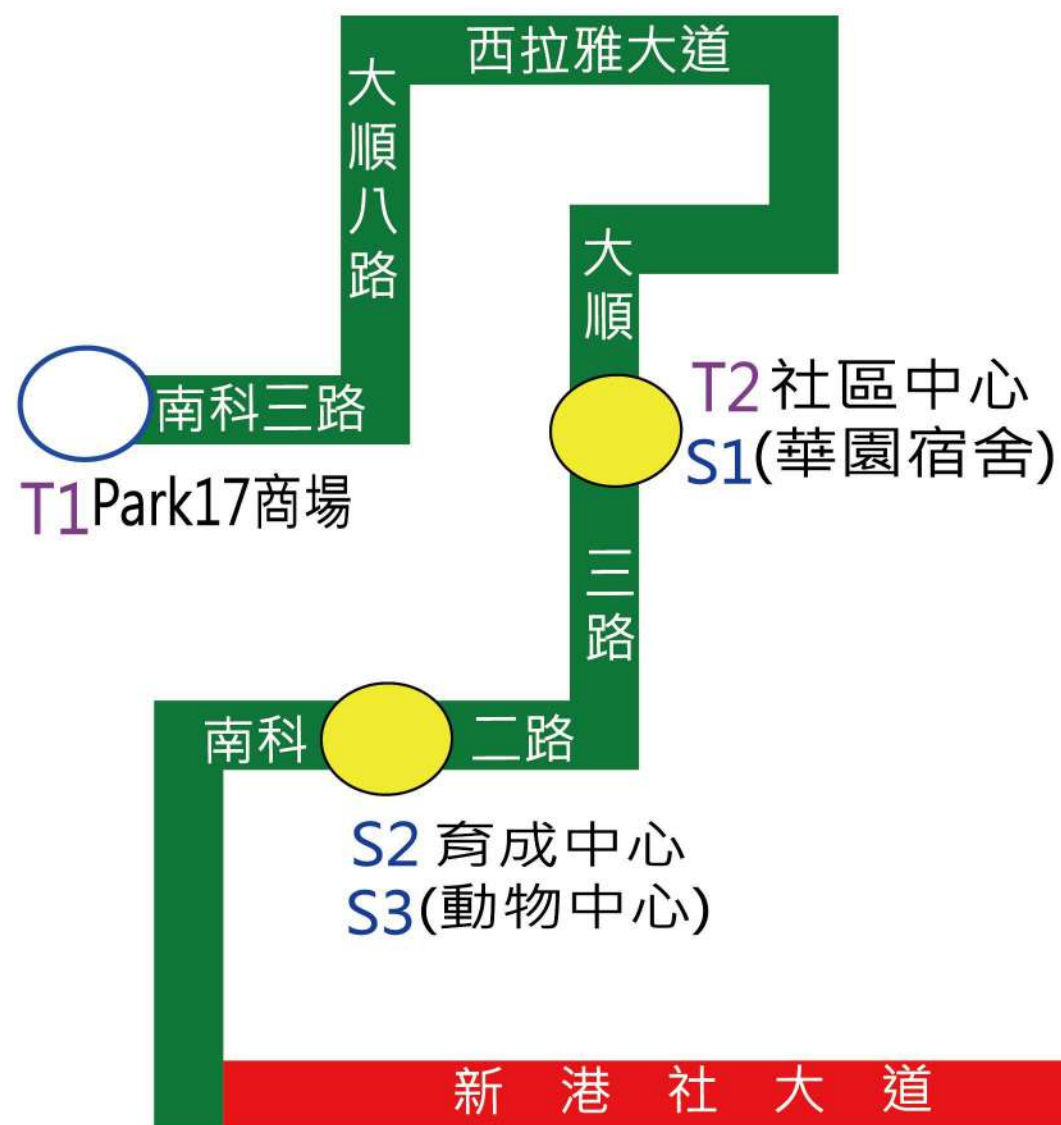 西拉雅大道
大順八路
大順三路
南科三路
T1Park17商場
T2社區中心
S1(華園宿舍)
南科二路
S2 育成中心
S3(動物中心)
新港社大道